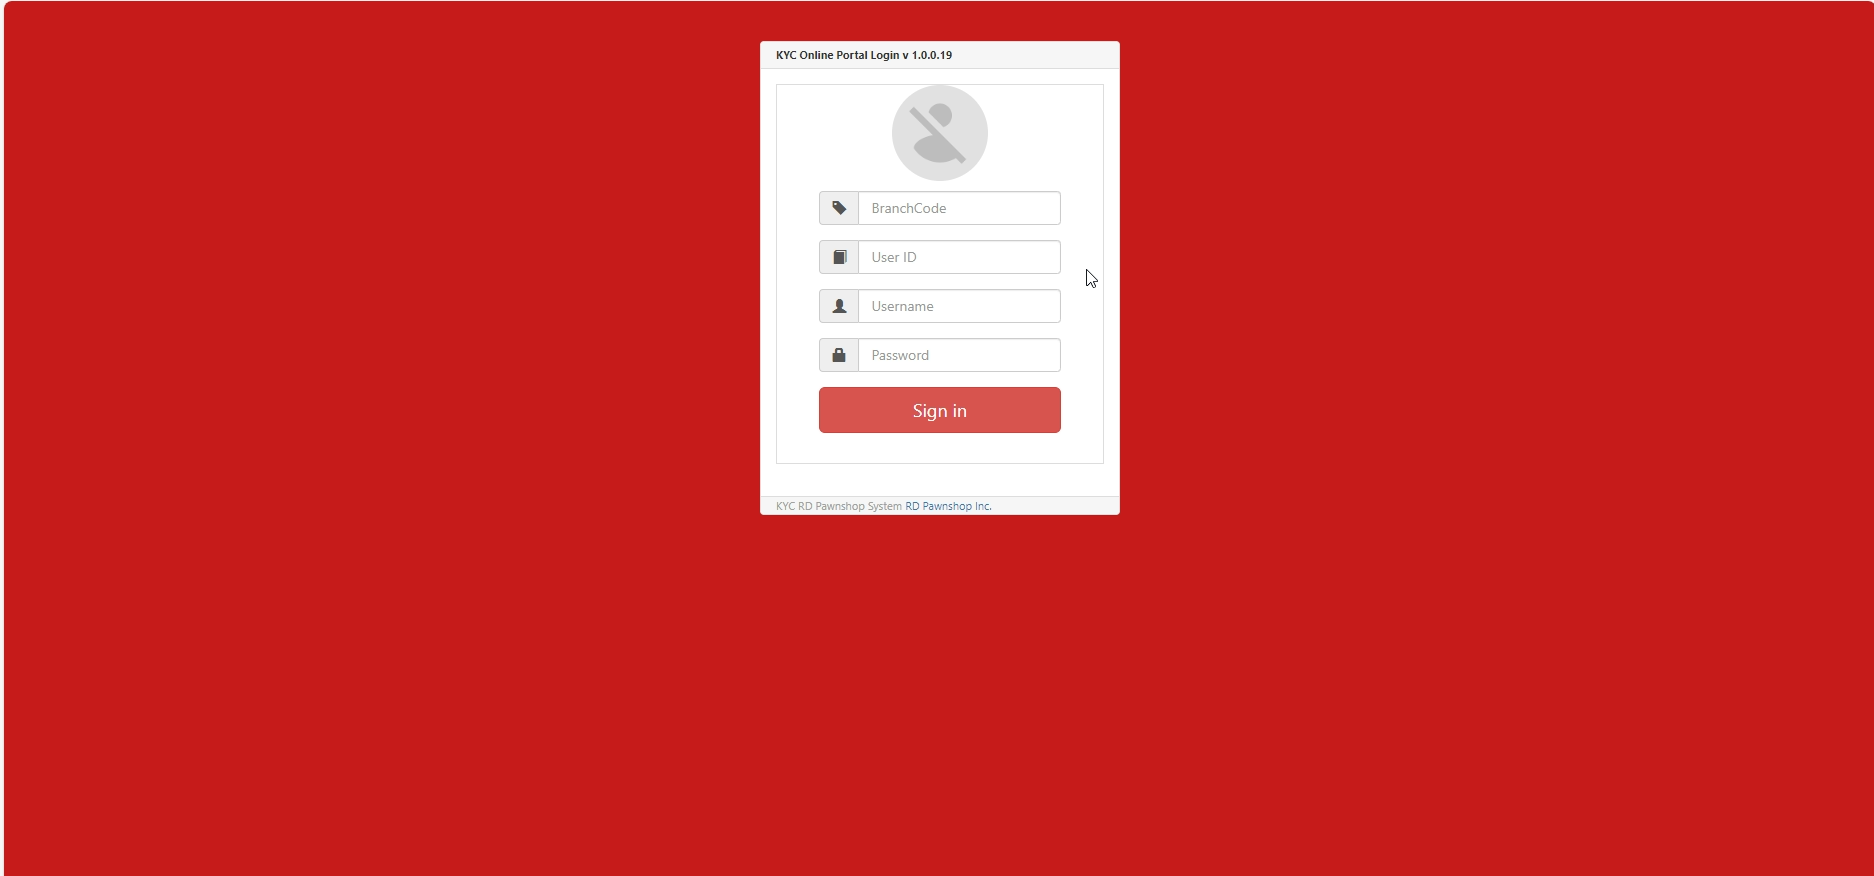 KYC Online Portal Login v 1.0.0.19
BranchCode
User ID
Username
Password
Sign in
KYC RD Pawnshop System RD Pawnshop Inc.